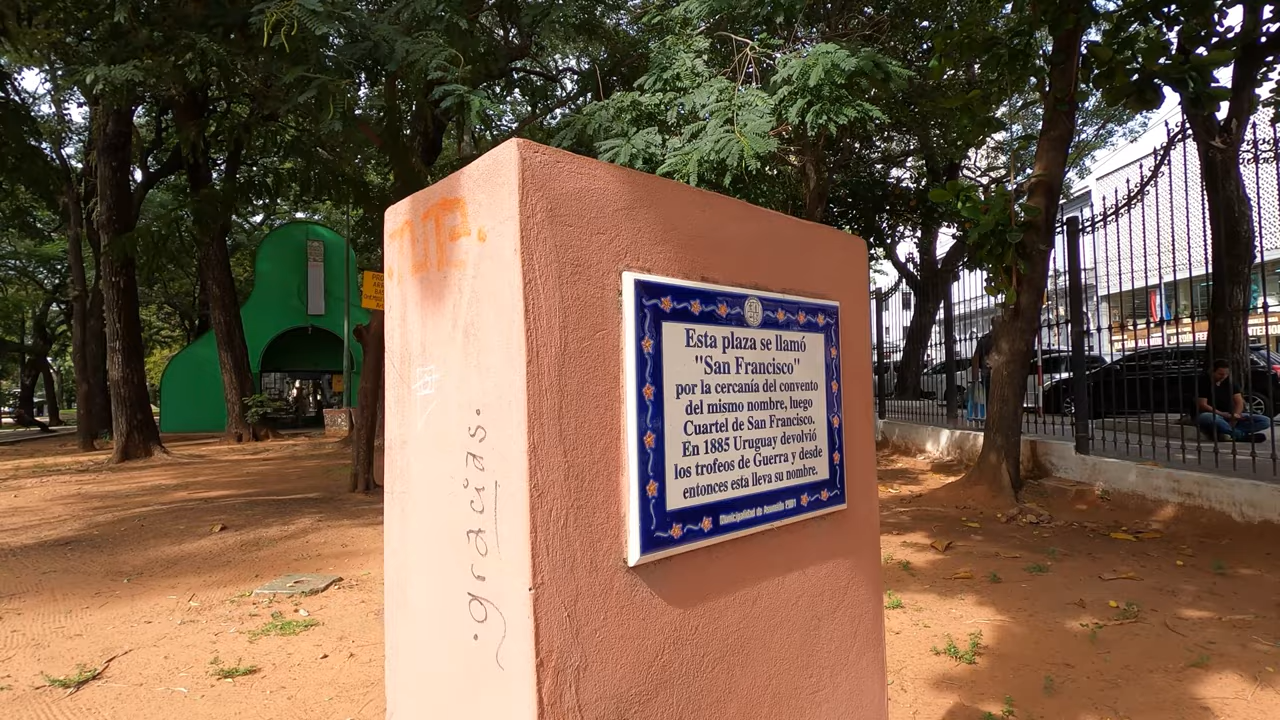 Esta plaza se llamó
"San Francisco"
por la cercanía del convento
del mismo nombre, luego
Cuartel de San Francisco.
En 1885 Uruguay devolvió
los trofeos de Guerra y desde
entonces esta lleva su nombre.
Municipalidad de Asunción
.gracias.